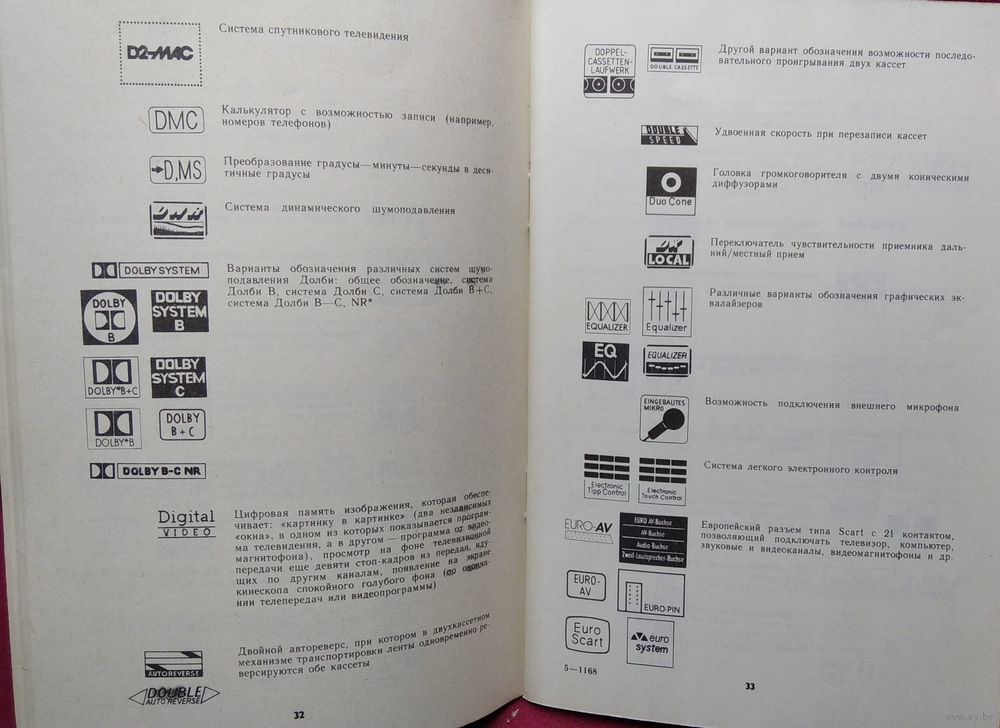 D2-MAC
Система спутникового телевидения
DMC
Калькулятор с возможностью записи (например,
номеров телефонов)
D,MS
Преобразование градусы—минуты—секунды в деся-
тичные градусы
Система динамического шумоподавления
DOLBY SYSTEM
DOLBY
B
DOLBY
SYSTEM
B
Варианты обозначения различных систем шумо-
подавления Долби: общее обозначение, система
Долби В, система Долби С, система Долби В+С,
система Долби В—С, NR*
DOLBY*B+C
DOLBY
SYSTEM
C
DOLBY*B
DOLBY
B+C
DOLBY B-C NR
Digital
VIDEO
Цифровая память изображения, которая обеспе-
чивает: «картинку в картинке» (два независимых
«окна», в одном из которых показывается програм-
ма телевидения, а в другом — программа от видео-
магнитофона), просмотр на фоне телевизионной
передачи еще девяти стоп-кадров из передач, иду-
щих по другим каналам, появление на экране
кинескопа спокойного голубого фона (по оконча-
нии телепередач или видеопрограммы)
AUTOREVERSE
DOUBLE
AUTO REVERSE
Двойной автореверс, при котором в двухкассетном
механизме транспортировки ленты одновременно ре-
версируются обе кассеты
32
DOPPEL-
CASSETTEN-
LAUFWERK
DOUBLE CASSETTE
Другой вариант обозначения возможности последо-
вательного проигрывания двух кассет
DOUBLE
SPEED
Удвоенная скорость при перезаписи кассет
Duo Cone
Головка громкоговорителя с двумя коническими
диффузорами
DX
LOCAL
Переключатель чувствительности приемника даль-
ний/местный прием
EQUALIZER
Equalizer
Различные варианты обозначения графических эк-
валайзеров
EQ
EQUALIZER
EINGEBAUTES
MIKRO
Возможность подключения внешнего микрофона
Electronic
Tipp Control
Electronic
Touch Control
Система легкого электронного контроля
EURO-AV
EURO AV-Buchse
AV-Buchse
Audio-Buchse
Zweit-Lautsprecher-Buchse
Европейский разъем типа Scart с 21 контактом,
позволяющий подключать телевизор, компьютер,
звуковые и видеоканалы, видеомагнитофоны и др
EURO-
AV
EURO-PIN
Euro
Scart
euro
system
5—1168
33
www.ay.by